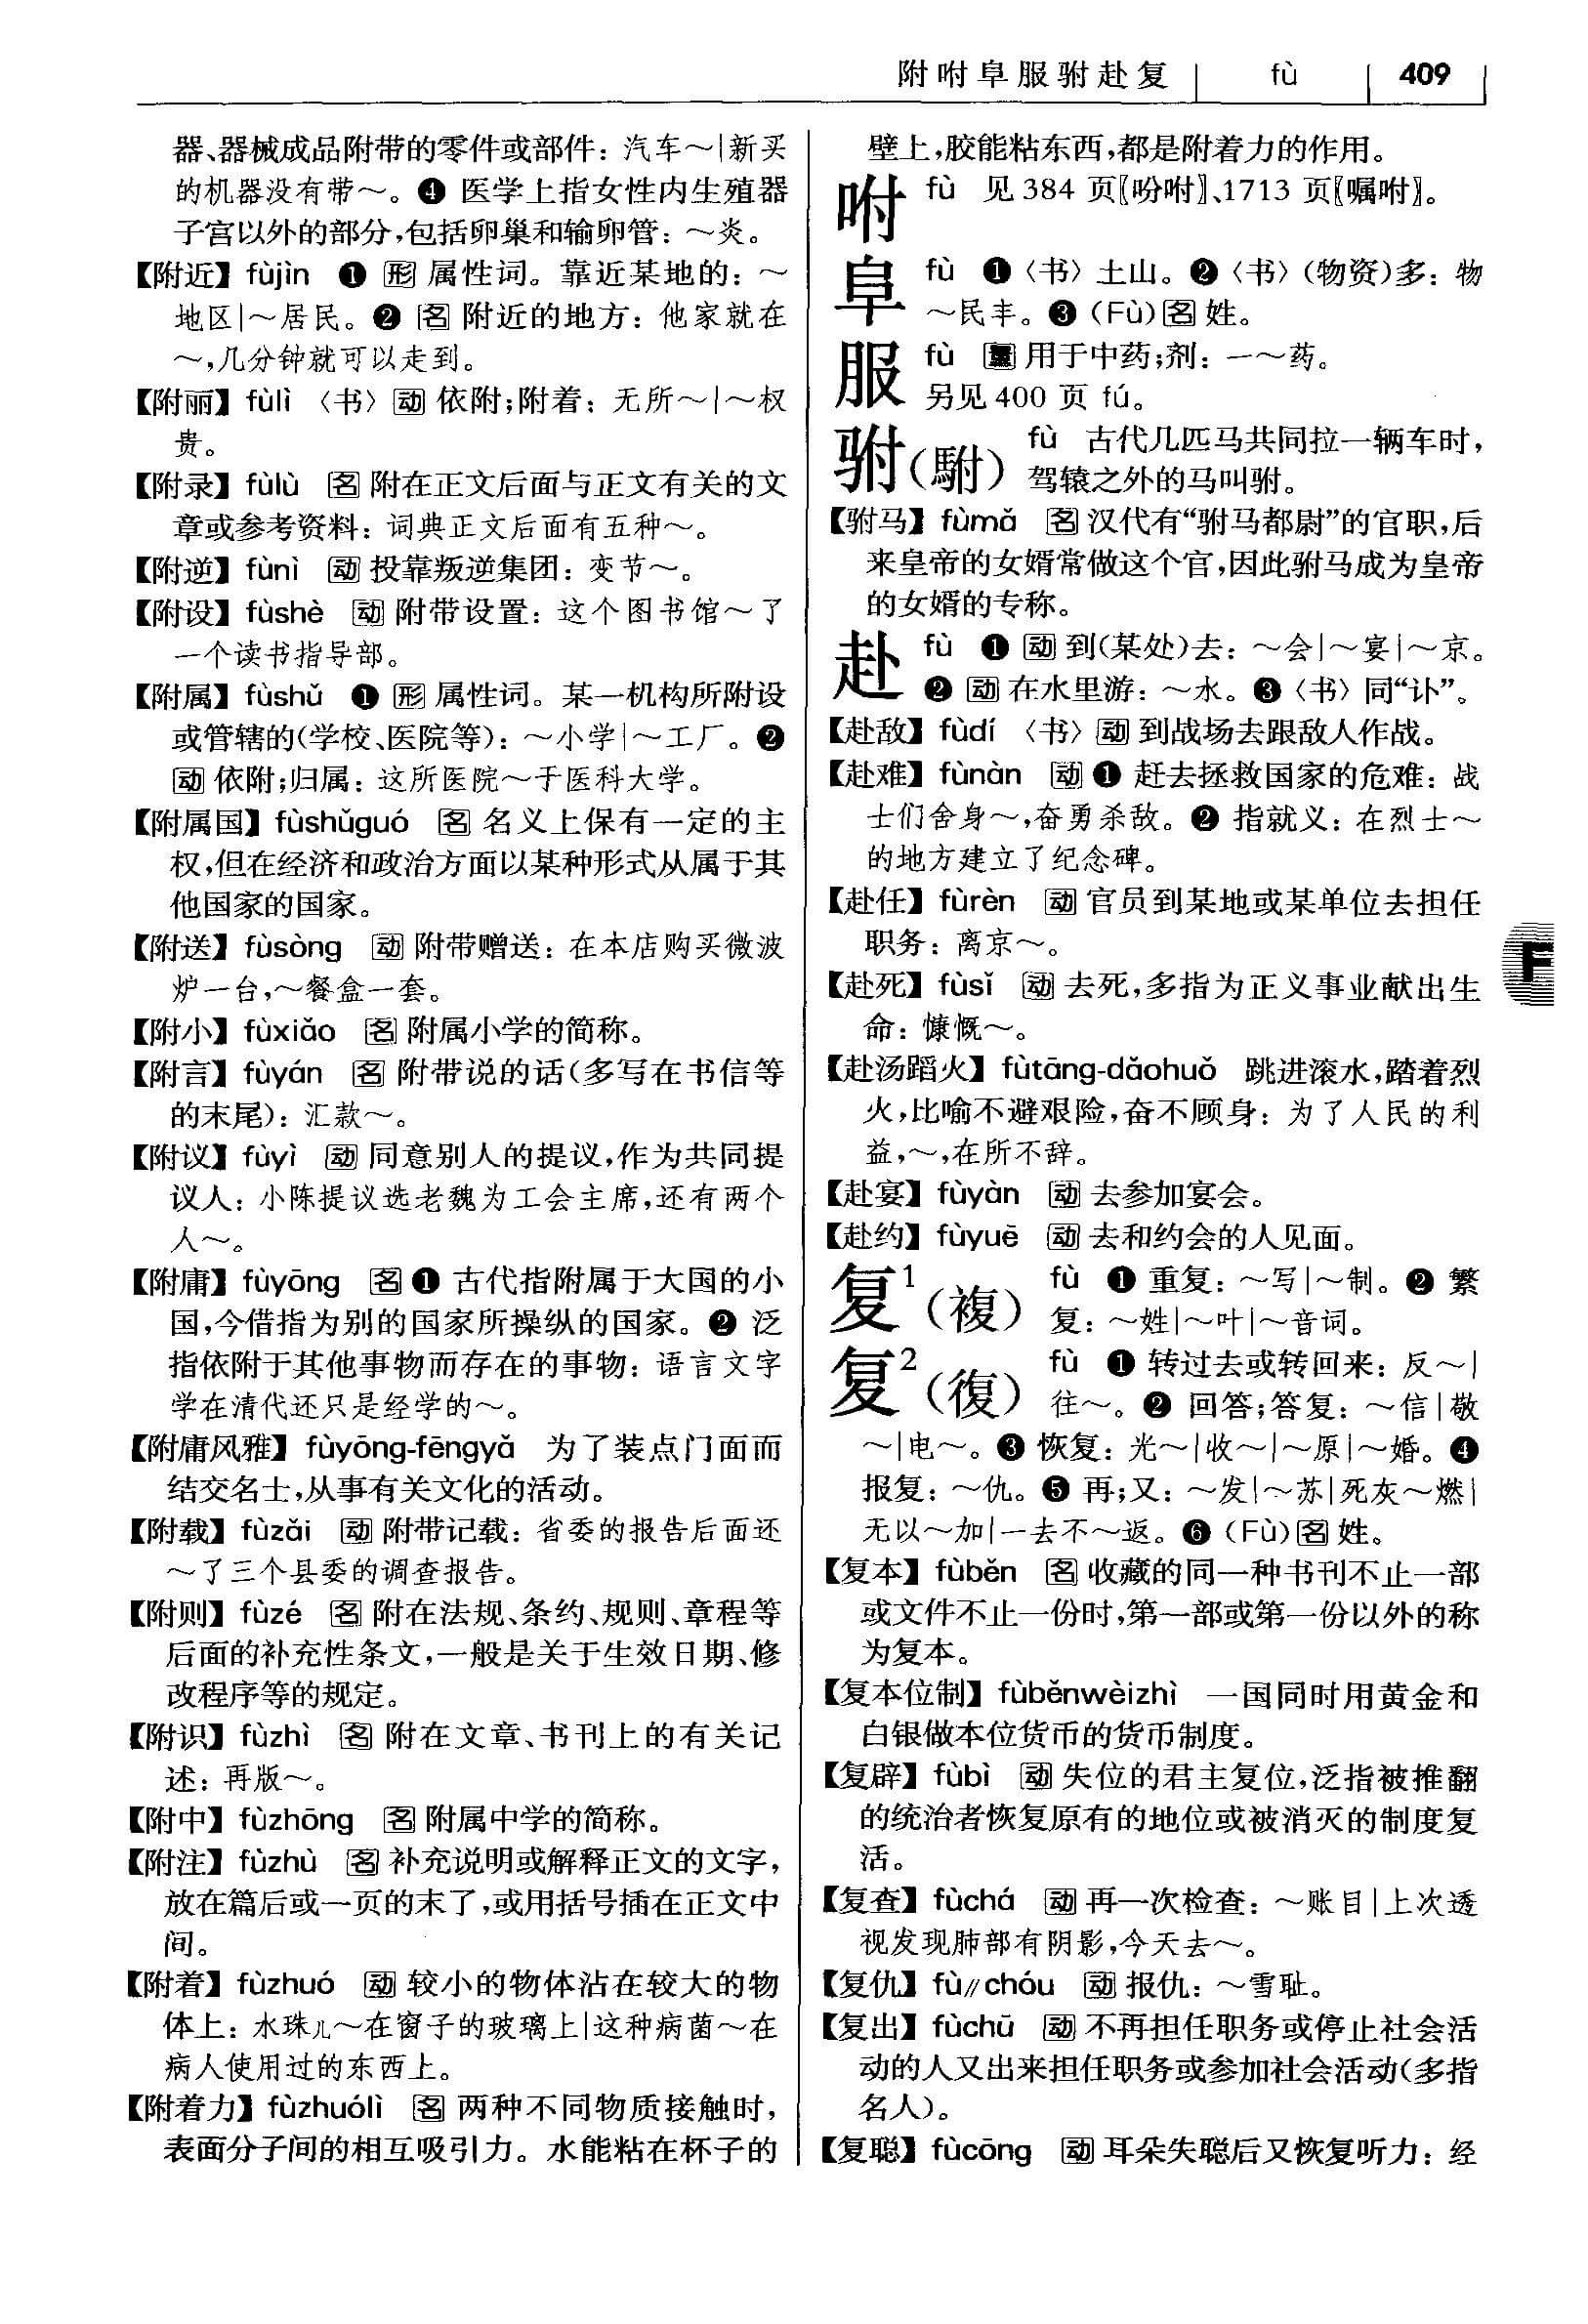 附咐阜服驸赴复 fù 409
器、器械成品附带的零件或部件：汽车～|新买
的机器没有带～。❹ 医学上指女性内生殖器
子宫以外的部分,包括卵巢和输卵管：～炎。
【附近】fùjìn ❶ 形 属性词。靠近某地的：～
地区|～居民。❷ 名 附近的地方：他家就在
～,几分钟就可以走到。
【附丽】fùlì 〈书〉动 依附;附着：无所～|～权
贵。
【附录】fùlù 名 附在正文后面与正文有关的文
章或参考资料：词典正文后面有五种～。
【附逆】fùnì 动 投靠叛逆集团：变节～。
【附设】fùshè 动 附带设置：这个图书馆～了
一个读书指导部。
【附属】fùshǔ ❶ 形 属性词。某一机构所附设
或管辖的(学校、医院等)：～小学|～工厂。❷
动 依附;归属：这所医院～于医科大学。
【附属国】fùshǔguó 名 名义上保有一定的主
权,但在经济和政治方面以某种形式从属于其
他国家的国家。
【附送】fùsòng 动 附带赠送：在本店购买微波
炉一台,～餐盒一套。
【附小】fùxiǎo 名 附属小学的简称。
【附言】fùyán 名 附带说的话(多写在书信等
的末尾)：汇款～。
【附议】fùyì 动 同意别人的提议,作为共同提
议人：小陈提议选老魏为工会主席,还有两个
人～。
【附庸】fùyōng 名 ❶ 古代指附属于大国的小
国,今借指为别的国家所操纵的国家。❷ 泛
指依附于其他事物而存在的事物：语言文字
学在清代还只是经学的～。
【附庸风雅】fùyōng-fēngyǎ 为了装点门面而
结交名士,从事有关文化的活动。
【附载】fùzǎi 动 附带记载：省委的报告后面还
～了三个县委的调查报告。
【附则】fùzé 名 附在法规、条约、规则、章程等
后面的补充性条文,一般是关于生效日期、修
改程序等的规定。
【附识】fùzhì 名 附在文章、书刊上的有关记
述：再版～。
【附中】fùzhōng 名 附属中学的简称。
【附注】fùzhù 名 补充说明或解释正文的文字,
放在篇后或一页的末了,或用括号插在正文中
间。
【附着】fùzhuó 动 较小的物体沾在较大的物
体上：水珠儿～在窗子的玻璃上|这种病菌～在
病人使用过的东西上。
【附着力】fùzhuólì 名 两种不同物质接触时,
表面分子间的相互吸引力。水能粘在杯子的
壁上,胶能粘东西,都是附着力的作用。
咐 fù 见384页〖吩咐〗、1713页〖嘱咐〗。
阜 fù ❶〈书〉土山。❷〈书〉(物资)多：物
～民丰。❸ (Fù)名 姓。
服 fù 量 用于中药;剂：一～药。
另见400页 fú。
驸(駙) fù 古代几匹马共同拉一辆车时,
驾辕之外的马叫驸。
【驸马】fùmǎ 名 汉代有“驸马都尉”的官职,后
来皇帝的女婿常做这个官,因此驸马成为皇帝
的女婿的专称。
赴 fù ❶ 动 到(某处)去：～会|～宴|～京。
❷ 动 在水里游：～水。❸〈书〉同“讣”。
【赴敌】fùdí 〈书〉动 到战场去跟敌人作战。
【赴难】fùnàn 动 ❶ 赶去拯救国家的危难：战
士们舍身～,奋勇杀敌。❷ 指就义：在烈士～
的地方建立了纪念碑。
【赴任】fùrèn 动 官员到某地或某单位去担任
职务：离京～。
【赴死】fùsǐ 动 去死,多指为正义事业献出生
命：慷慨～。
【赴汤蹈火】fùtāng-dǎohuǒ 跳进滚水,踏着烈
火,比喻不避艰险,奋不顾身：为了人民的利
益,～,在所不辞。
【赴宴】fùyàn 动 去参加宴会。
【赴约】fùyuē 动 去和约会的人见面。
复¹(複) fù ❶ 重复：～写|～制。❷ 繁
复：～姓|～叶|～音词。
复²(復) fù ❶ 转过去或转回来：反～|
往～。❷ 回答;答复：～信|敬
～|电～。❸ 恢复：光～|收～|～原|～婚。❹
报复：～仇。❺ 再;又：～发|～苏|死灰～燃|
无以～加|一去不～返。❻ (Fù)名 姓。
【复本】fùběn 名 收藏的同一种书刊不止一部
或文件不止一份时,第一部或第一份以外的称
为复本。
【复本位制】fùběnwèizhì 一国同时用黄金和
白银做本位货币的货币制度。
【复辟】fùbì 动 失位的君主复位,泛指被推翻
的统治者恢复原有的地位或被消灭的制度复
活。
【复查】fùchá 动 再一次检查：～账目|上次透
视发现肺部有阴影,今天去～。
【复仇】fù//chóu 动 报仇：～雪耻。
【复出】fùchū 动 不再担任职务或停止社会活
动的人又出来担任职务或参加社会活动(多指
名人)。
【复聪】fùcōng 动 耳朵失聪后又恢复听力：经
F